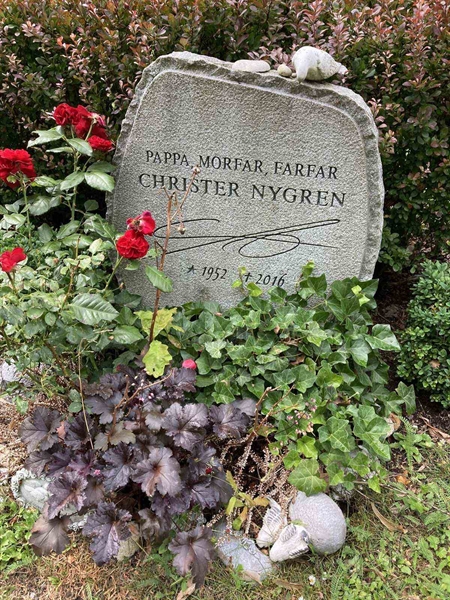 PAPPA, MORFAR, FARFAR
CHRISTER NYGREN
* 1952 † 2016